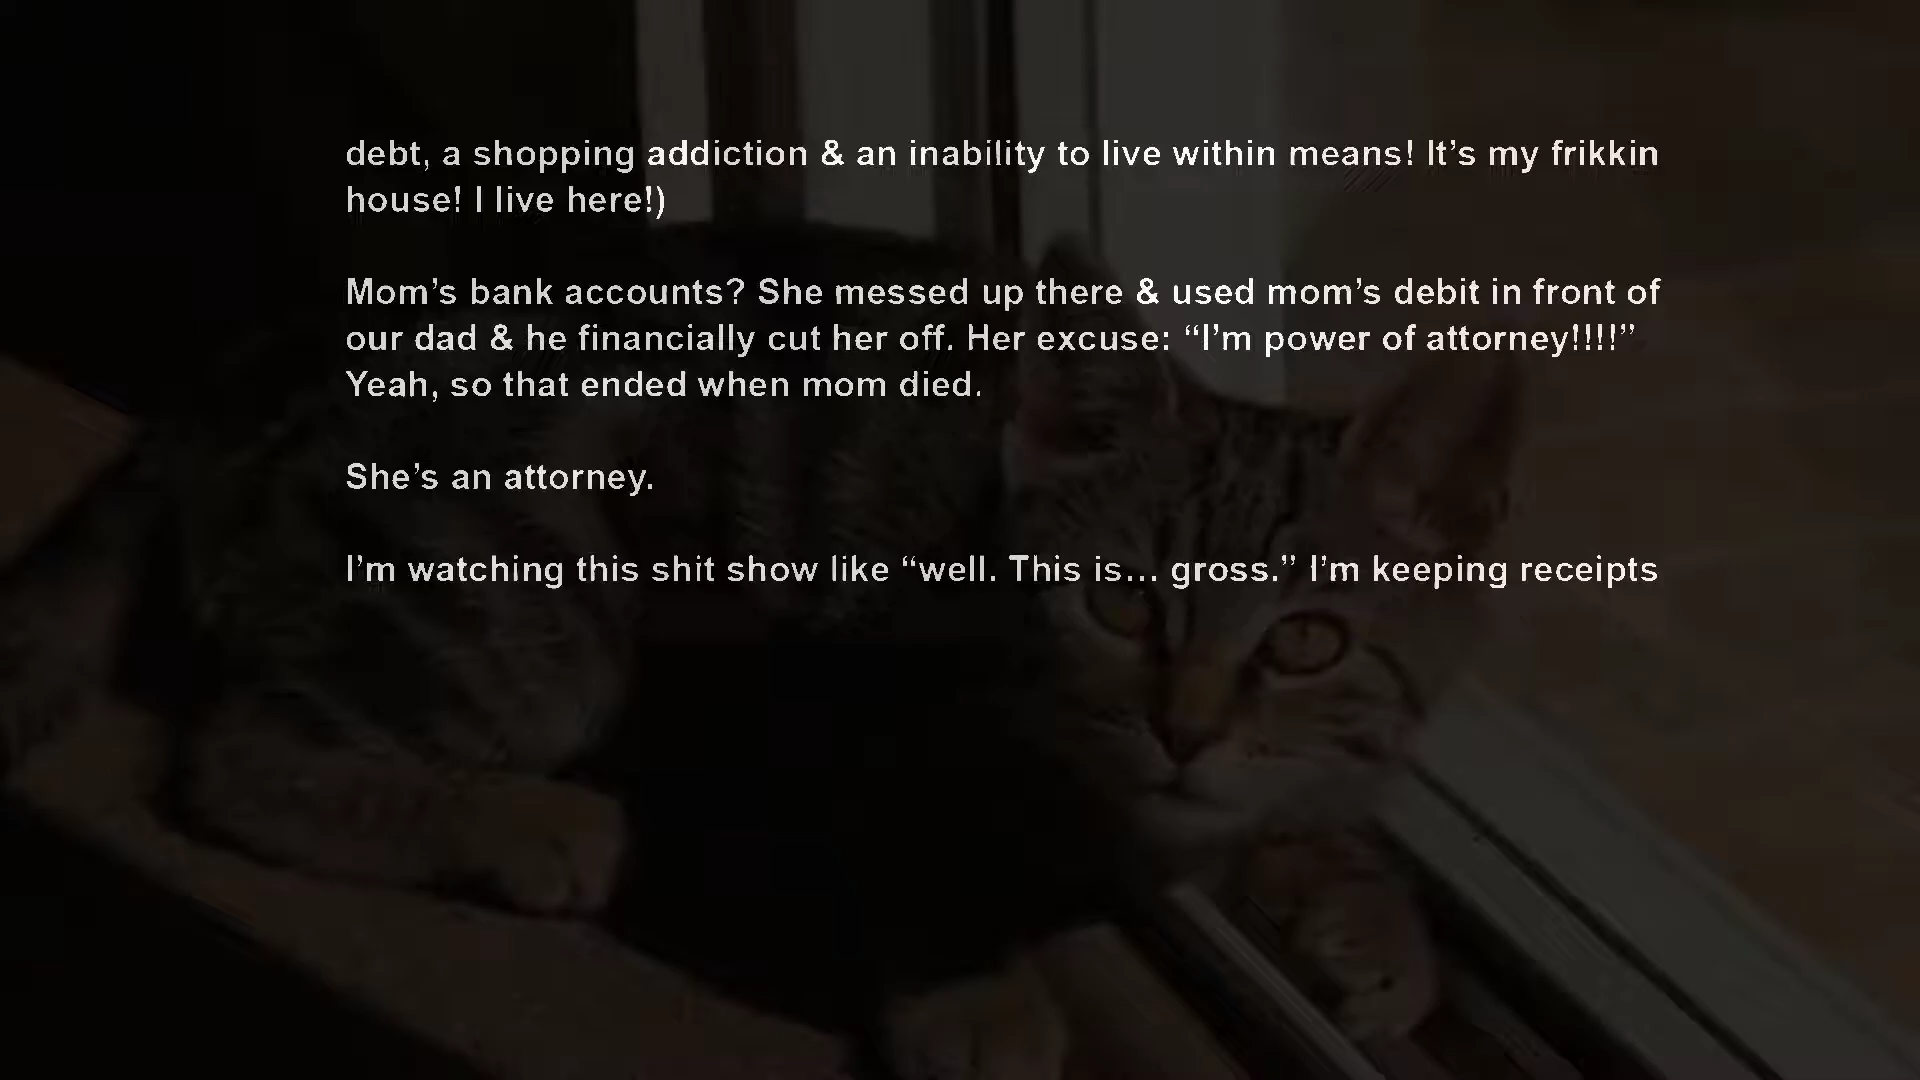 debt, a shopping addiction & an inability to live within means! It’s my frikkin
house! I live here!)
Mom’s bank accounts? She messed up there & used mom’s debit in front of
our dad & he financially cut her off. Her excuse: “I’m power of attorney!!!!”
Yeah, so that ended when mom died.
She’s an attorney.
I’m watching this shit show like “well. This is... gross.” I’m keeping receipts